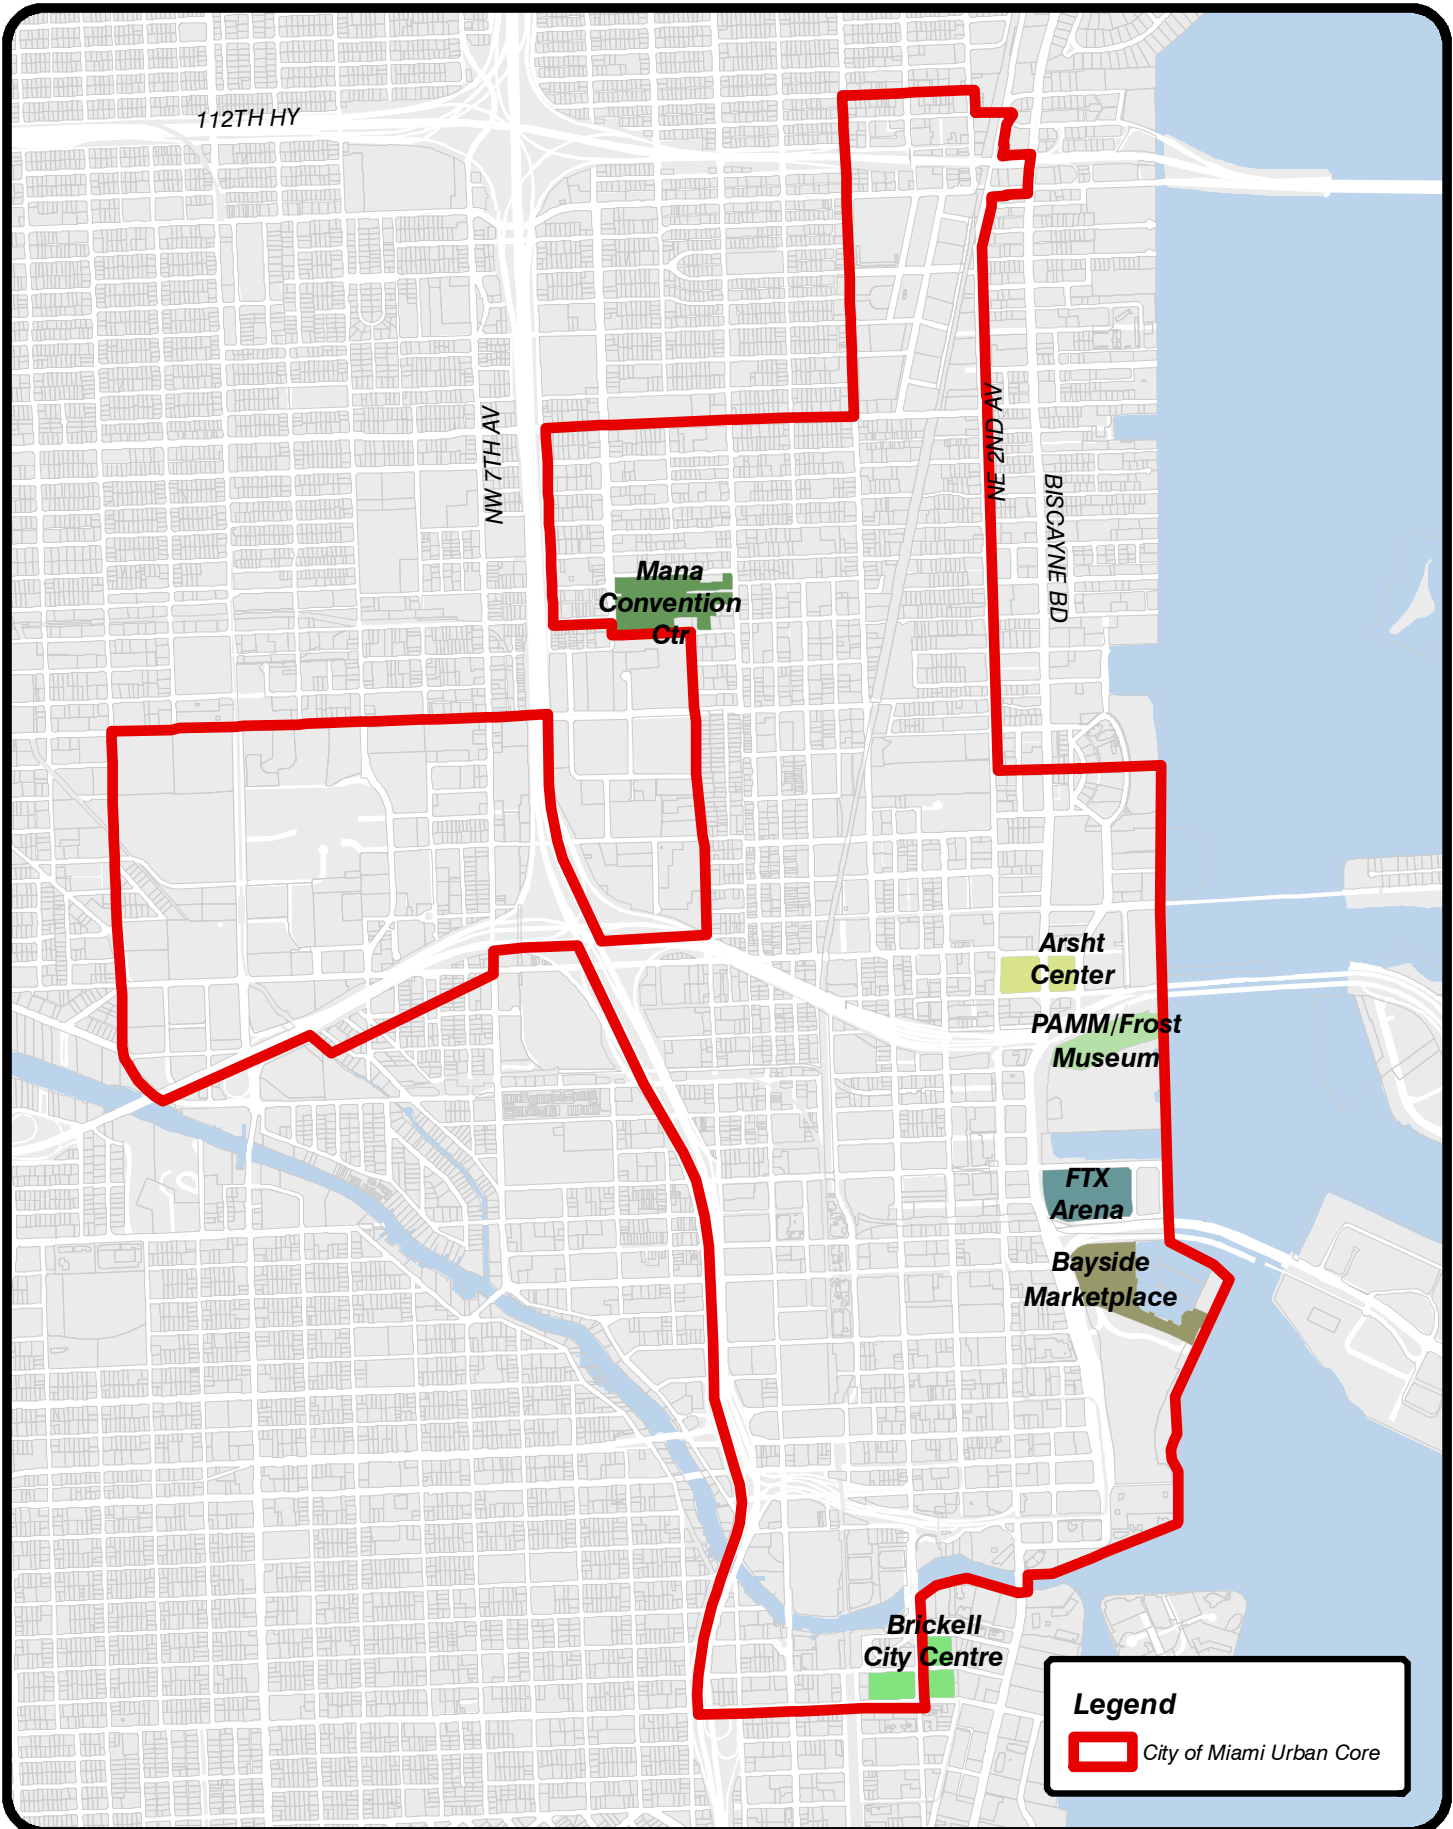 112TH HY
NW 7TH AV
NE 2ND AV
BISCAYNE BD
Mana
Convention
Ctr
Arsht
Center
PAMM/Frost
Museum
FTX
Arena
Bayside
Marketplace
Brickell
City Centre
Legend
City of Miami Urban Core